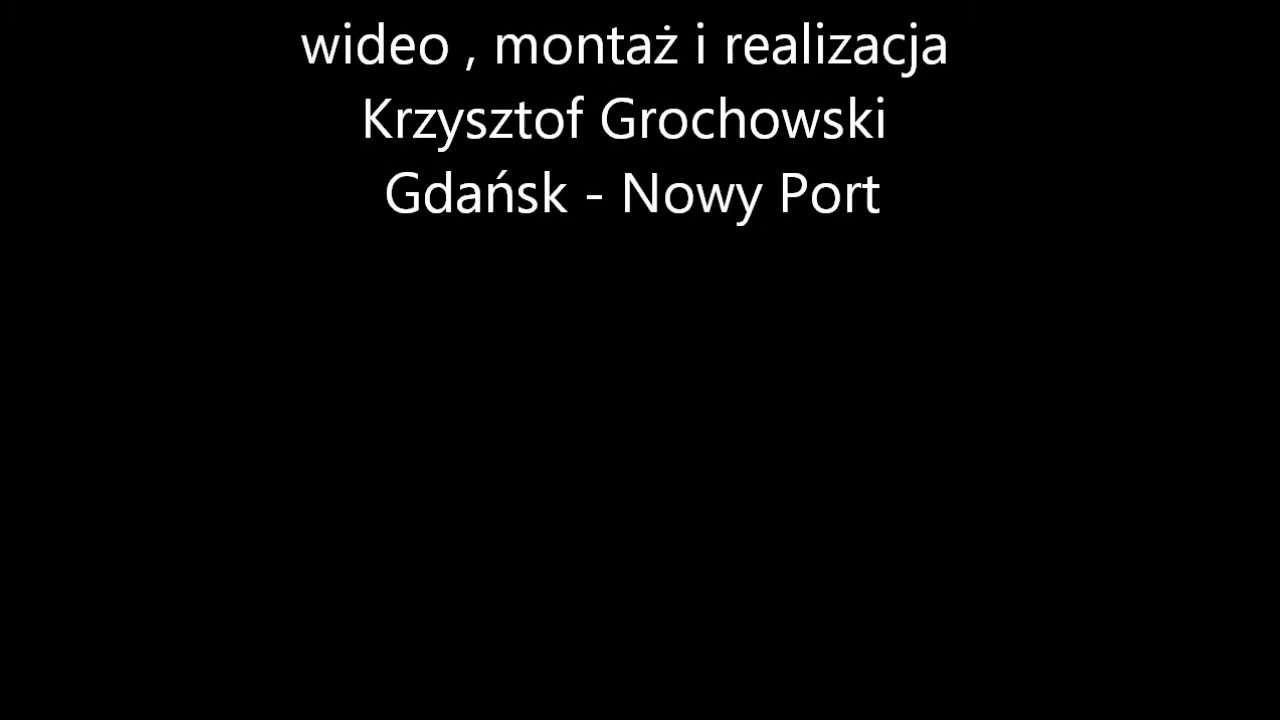 wideo , montaż i realizacja
Krzysztof Grochowski
Gdańsk - Nowy Port